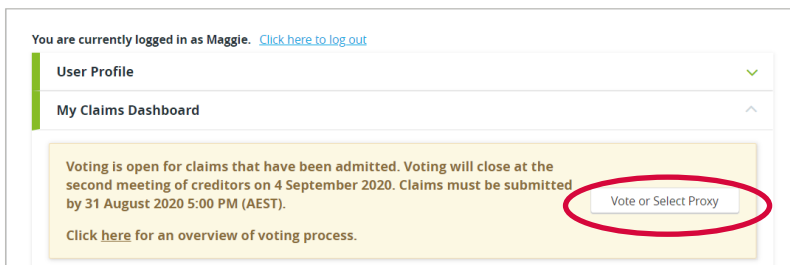 You are currently logged in as Maggie. Click here to log out
User Profile
My Claims Dashboard
Voting is open for claims that have been admitted. Voting will close at the
second meeting of creditors on 4 September 2020. Claims must be submitted
by 31 August 2020 5:00 PM (AEST).
Vote or Select Proxy
Click here for an overview of voting process.